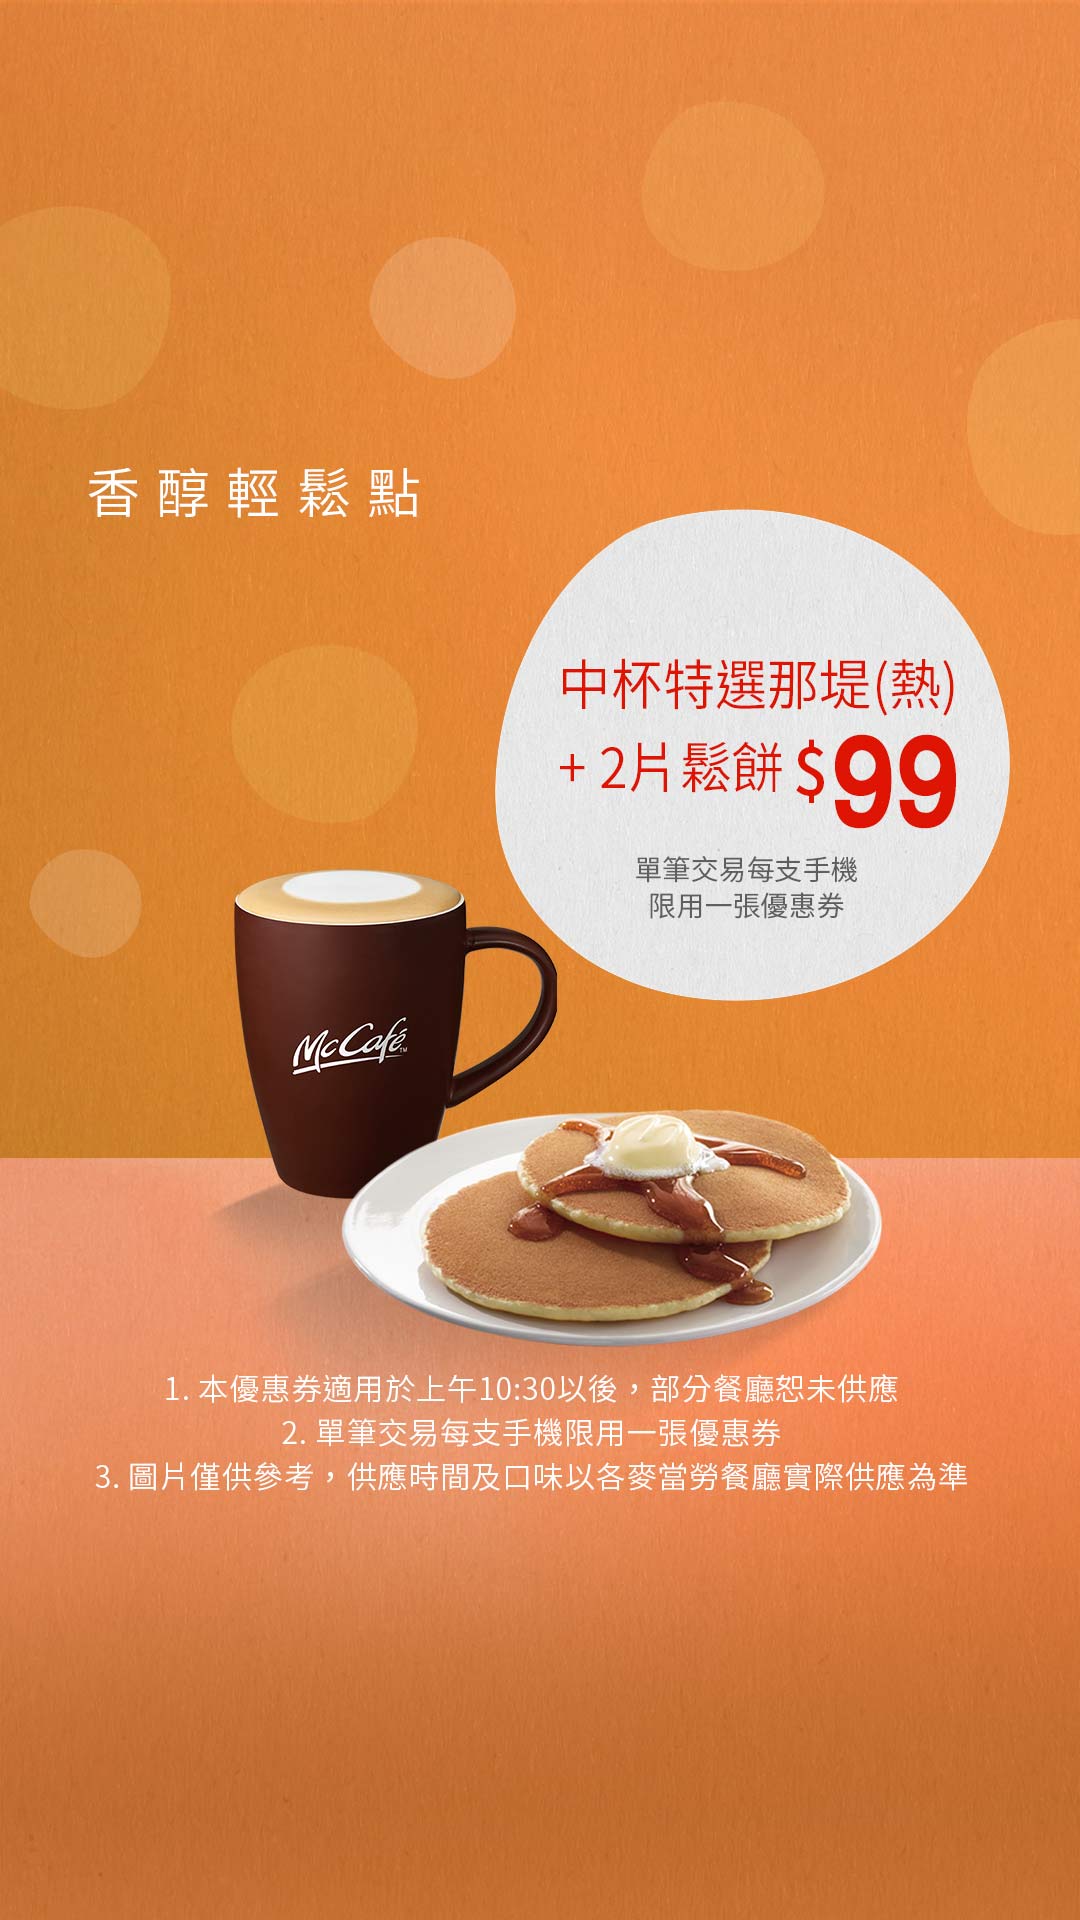 香醇輕鬆點
中杯特選那堤(熱)
+ 2片鬆餅 $99
單筆交易每支手機
限用一張優惠券
McCafé™
1. 本優惠券適用於上午10:30以後，部分餐廳恕未供應
2. 單筆交易每支手機限用一張優惠券
3. 圖片僅供參考，供應時間及口味以各麥當勞餐廳實際供應為準